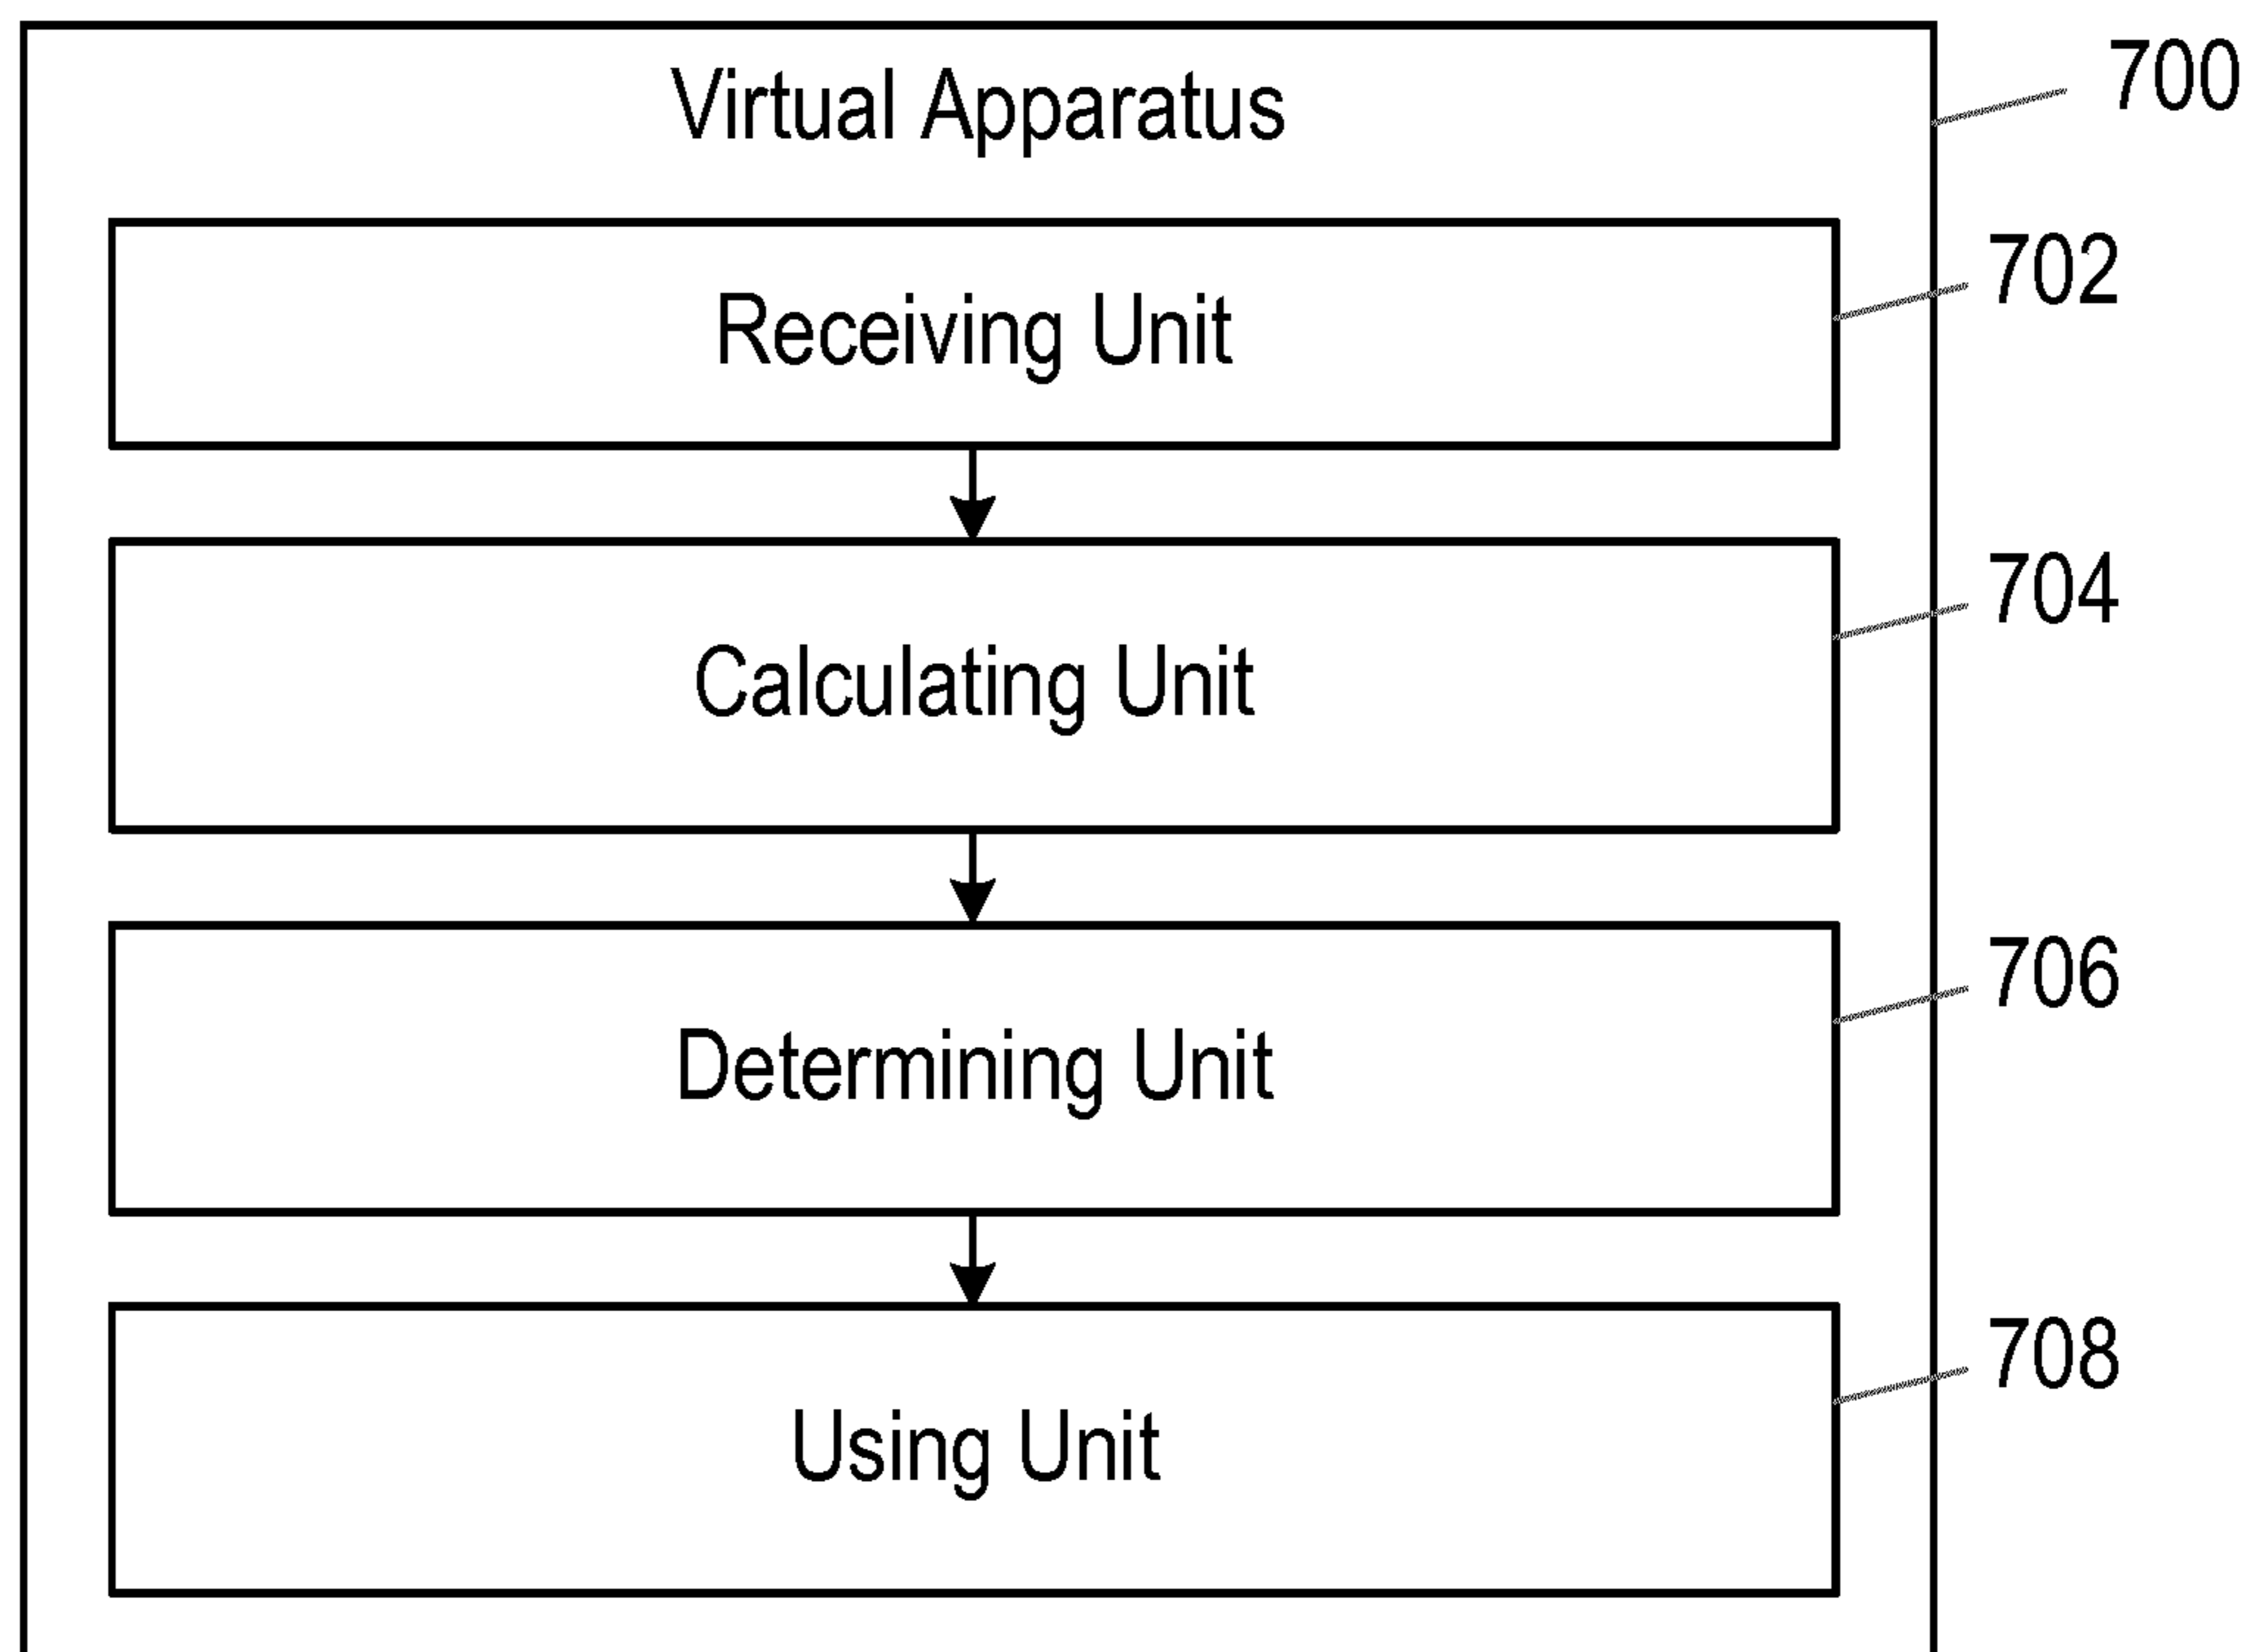 Virtual Apparatus
700
Receiving Unit
702
Calculating Unit
704
Determining Unit
706
Using Unit
708